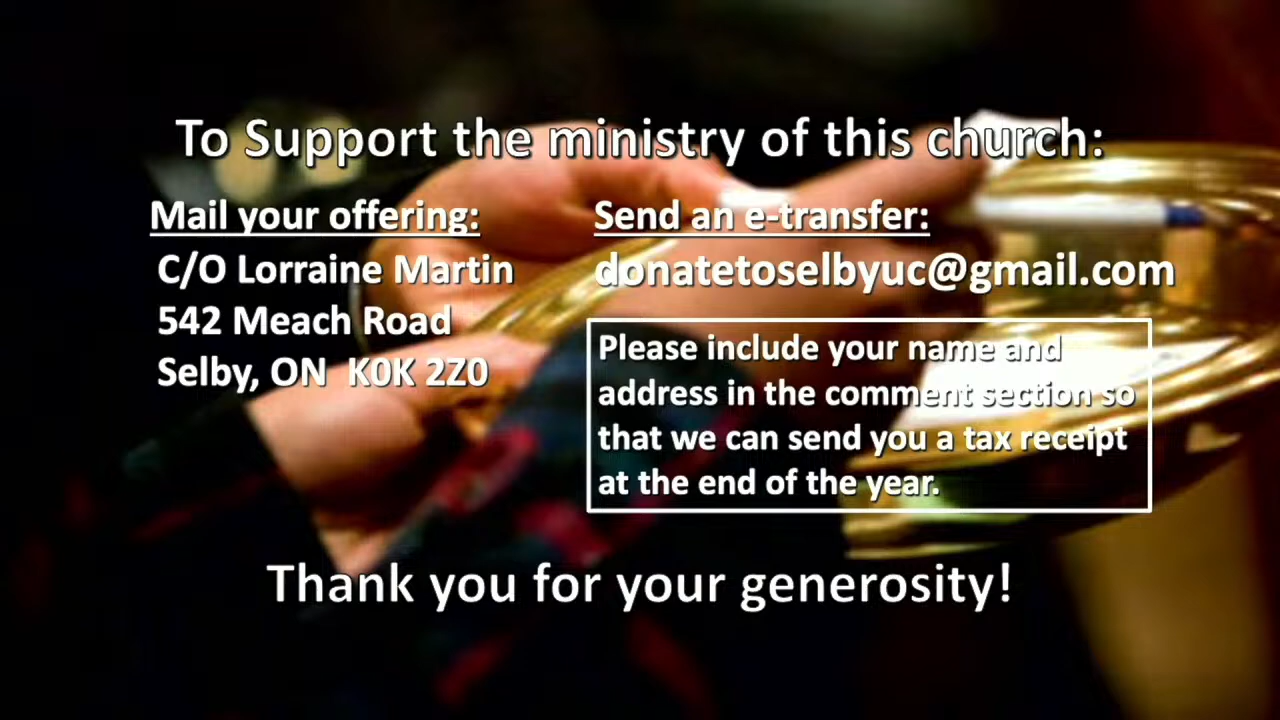 To Support the ministry of this church:
Mail your offering:
C/O Lorraine Martin
542 Meach Road
Selby, ON  K0K 2Z0
Send an e-transfer:
donatetoselbyuc@gmail.com
Please include your name and
address in the comment section so
that we can send you a tax receipt
at the end of the year.
Thank you for your generosity!